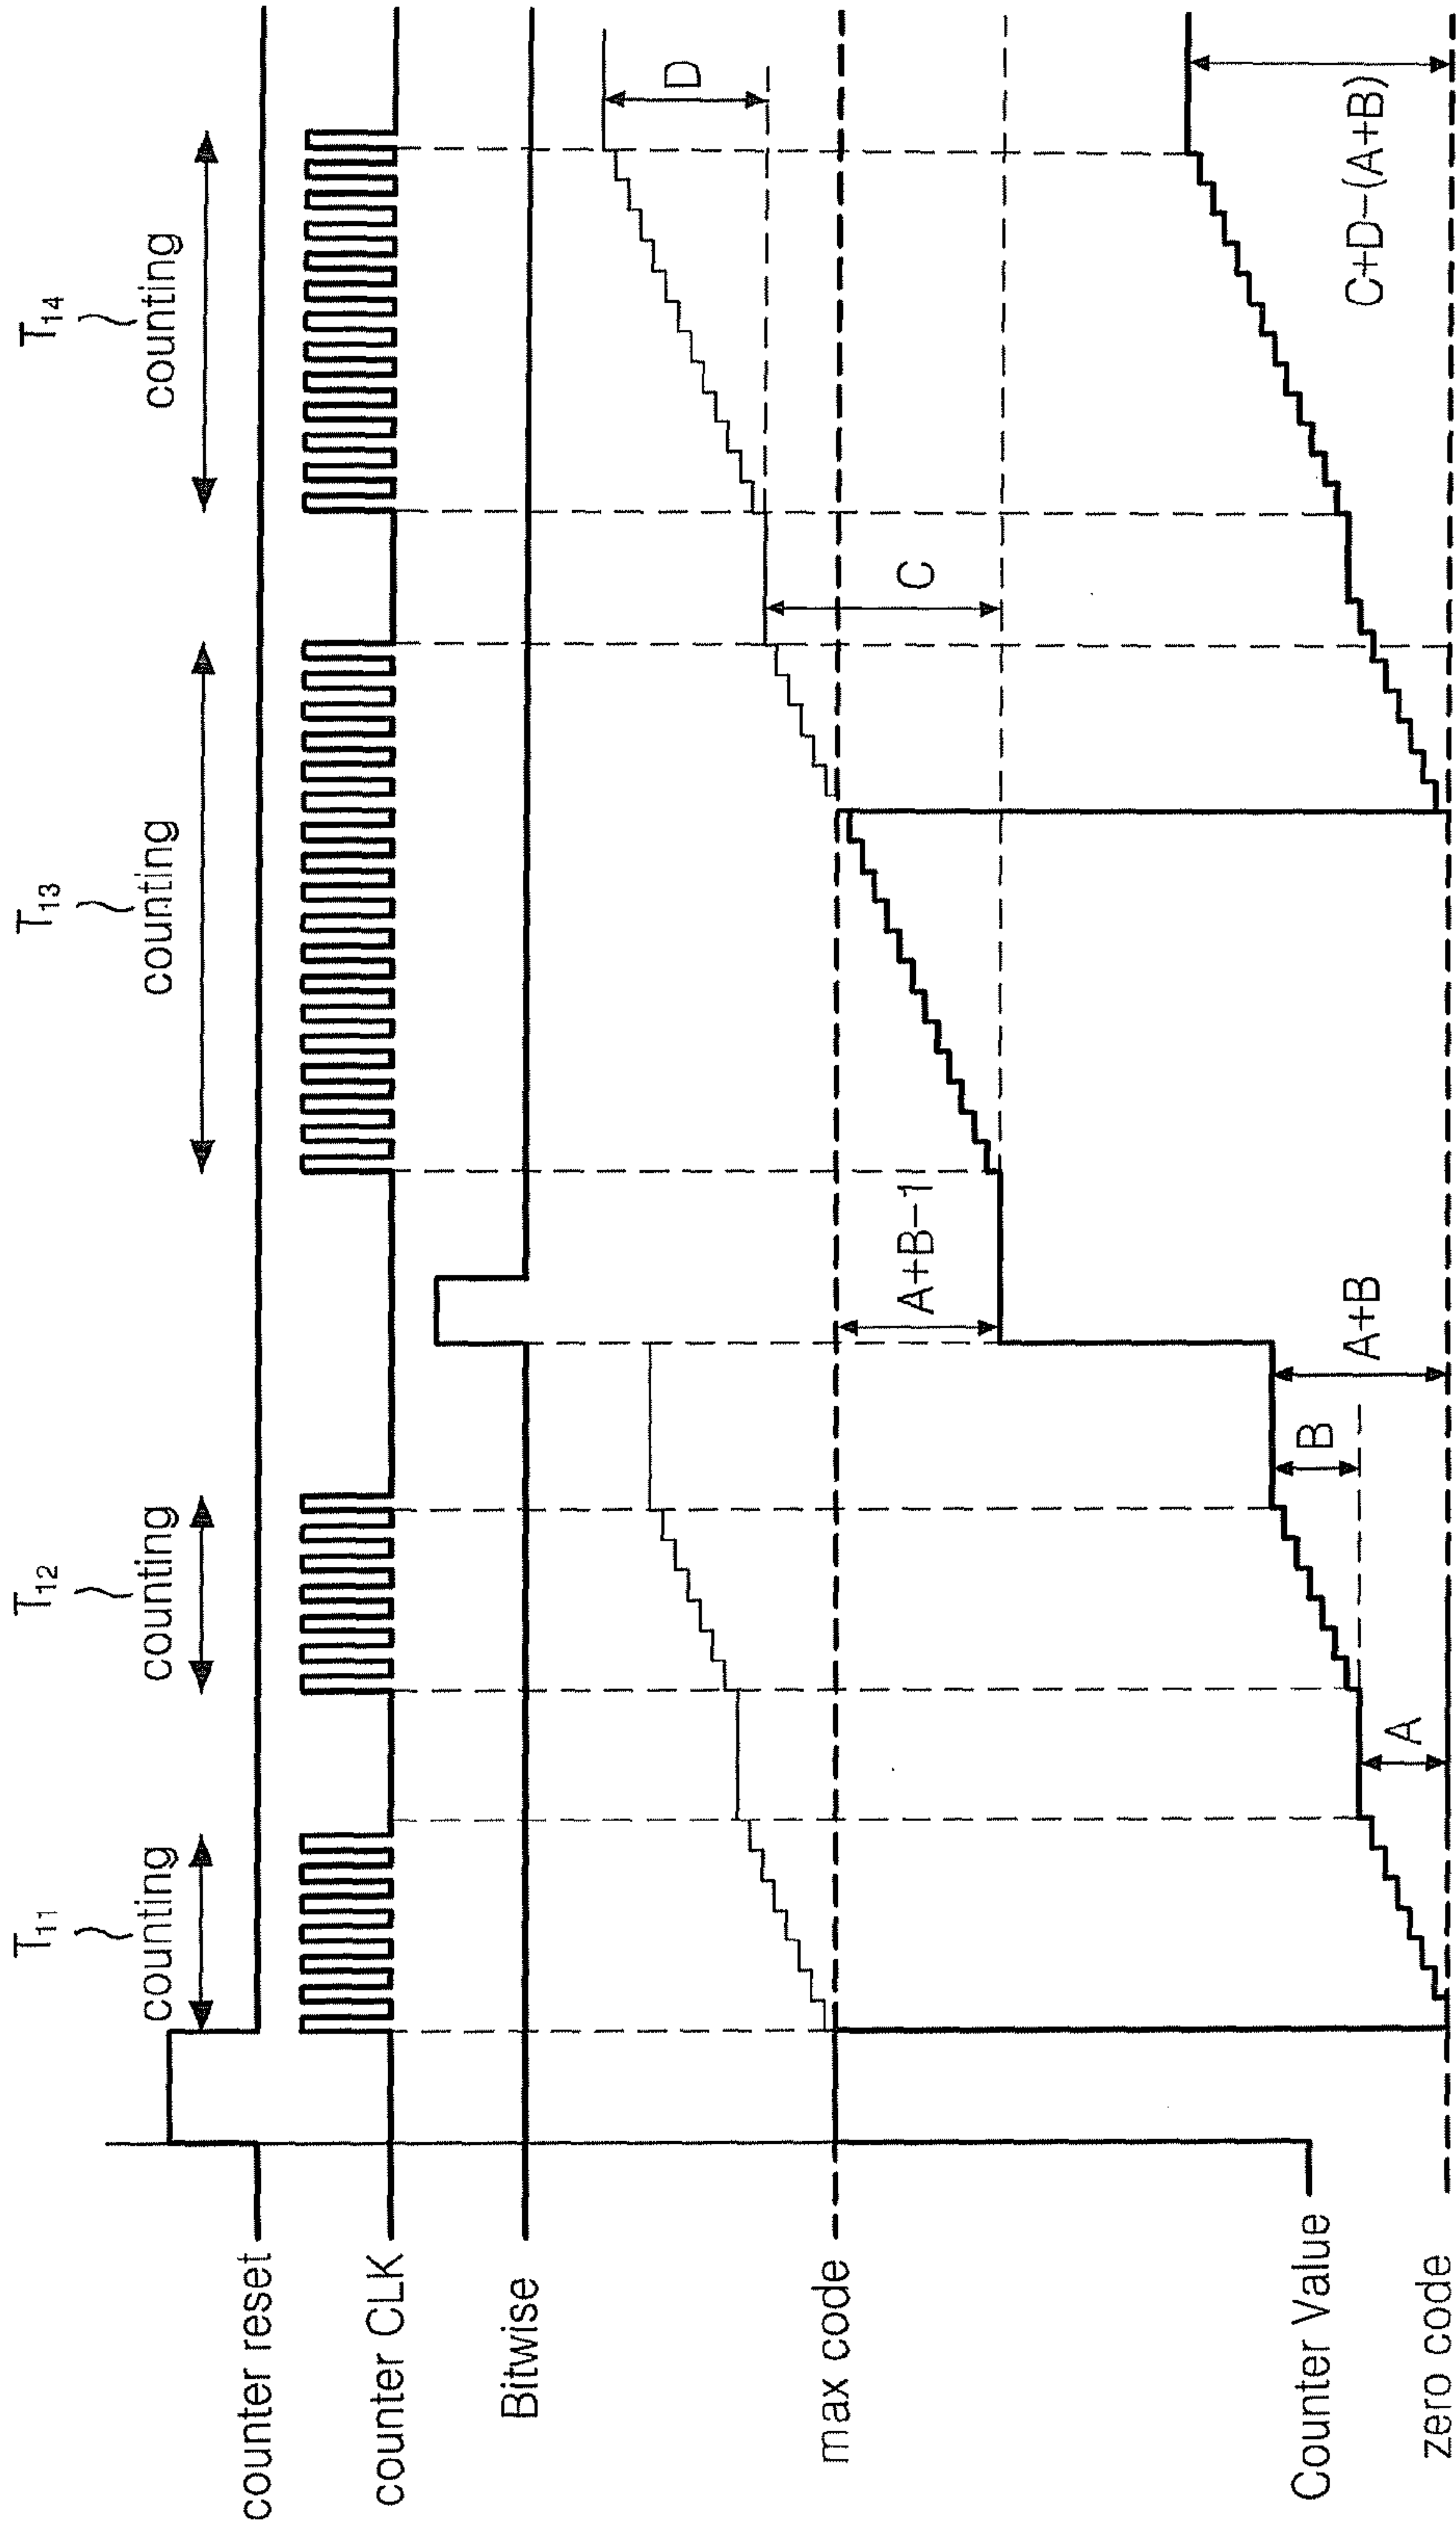 T11
counting
T12
counting
T13
counting
T14
counting
counter reset
counter CLK
Bitwise
max code
Counter Value
zero code
A
B
A+B
A+B-1
C
D
C+D-(A+B)